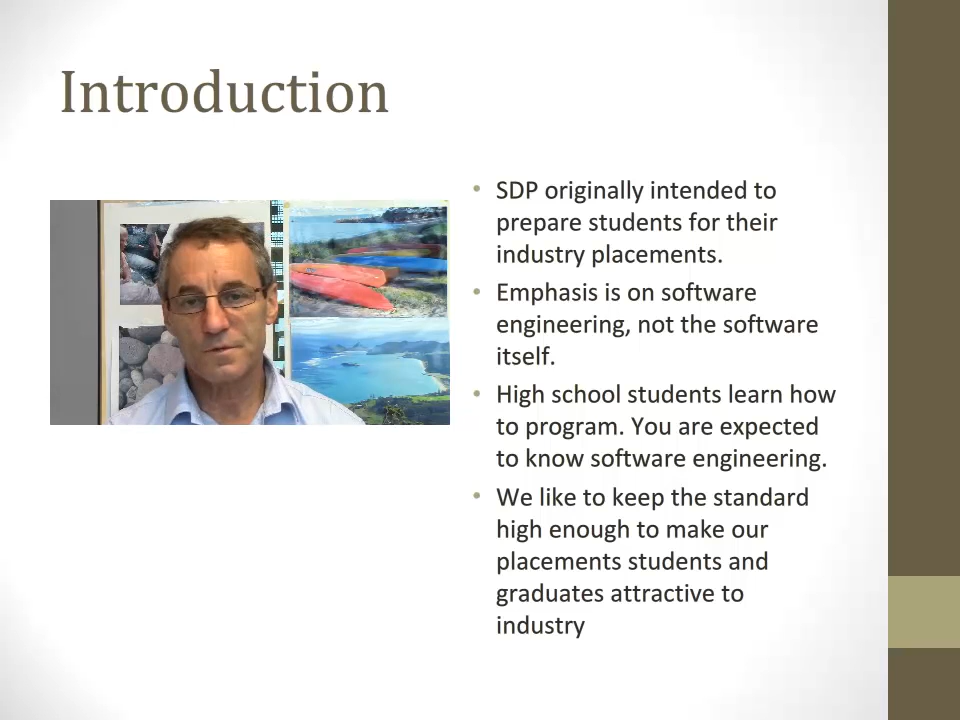 Introduction
• SDP originally intended to
prepare students for their
industry placements.
• Emphasis is on software
engineering, not the software
itself.
• High school students learn how
to program. You are expected
to know software engineering.
• We like to keep the standard
high enough to make our
placements students and
graduates attractive to
industry